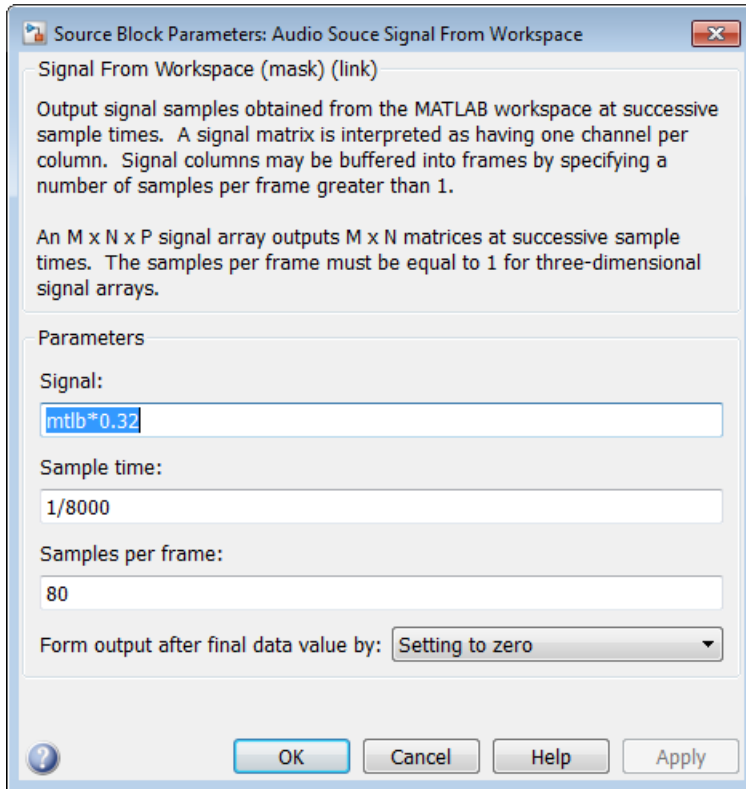 Source Block Parameters: Audio Souce Signal From Workspace
Signal From Workspace (mask) (link)
Output signal samples obtained from the MATLAB workspace at successive
sample times. A signal matrix is interpreted as having one channel per
column. Signal columns may be buffered into frames by specifying a
number of samples per frame greater than 1.
An M x N x P signal array outputs M x N matrices at successive sample
times. The samples per frame must be equal to 1 for three-dimensional
signal arrays.
Parameters
Signal:
mtlb*0.32
Sample time:
1/8000
Samples per frame:
80
Form output after final data value by: Setting to zero
OK Cancel Help Apply